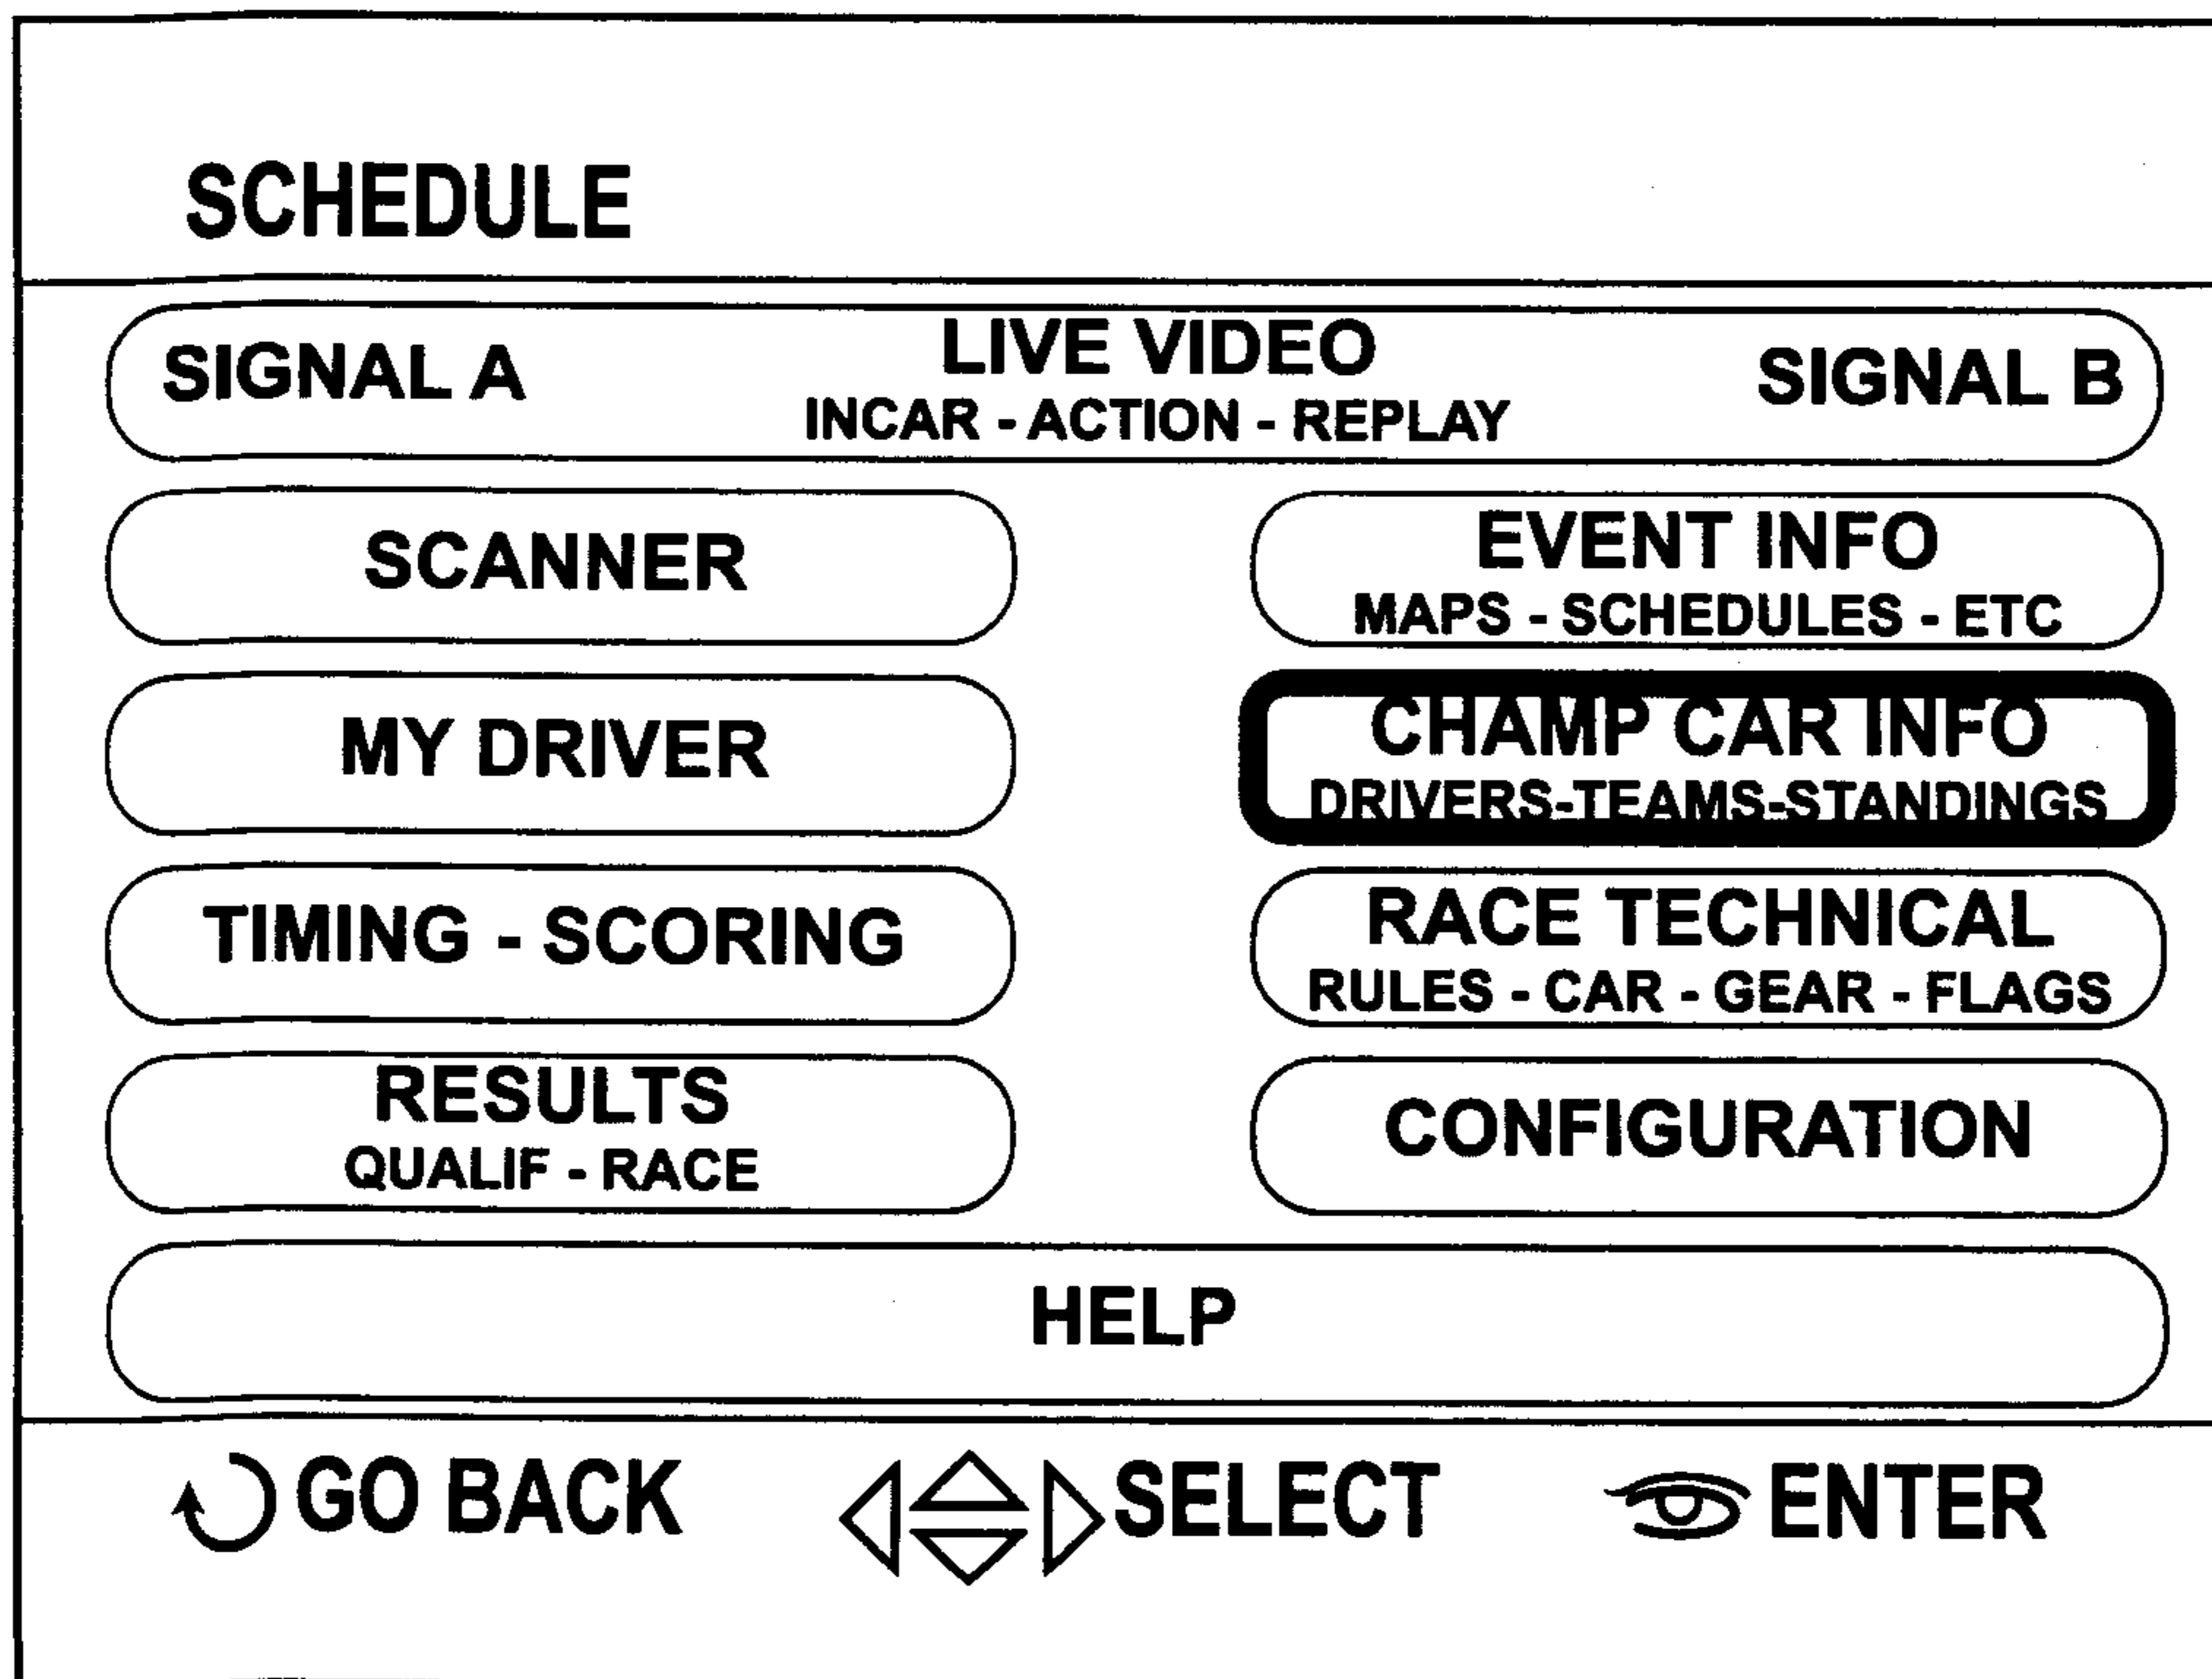 SCHEDULE
SIGNAL A LIVE VIDEO SIGNAL B
INCAR - ACTION - REPLAY
SCANNER
EVENT INFO
MAPS - SCHEDULES - ETC
MY DRIVER
CHAMP CAR INFO
DRIVERS-TEAMS-STANDINGS
TIMING - SCORING
RACE TECHNICAL
RULES - CAR - GEAR - FLAGS
RESULTS
QUALIF - RACE
CONFIGURATION
HELP
GO BACK SELECT ENTER